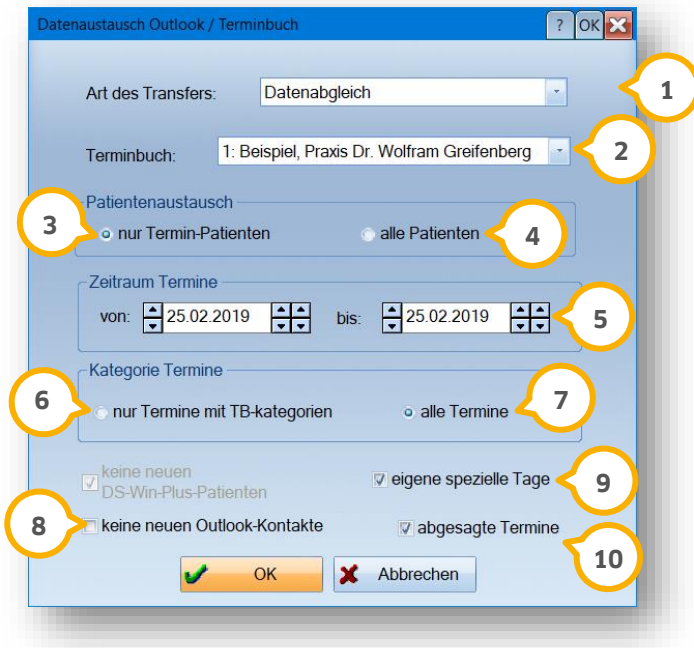 Datenaustausch Outlook / Terminbuch ? OK
Art des Transfers: Datenabgleich 1
Terminbuch: 1: Beispiel, Praxis Dr. Wolfram Greifenberg 2
Patientenaustausch
3 nur Termin-Patienten alle Patienten 4
Zeitraum Termine
von: 25.02.2019 bis: 25.02.2019 5
Kategorie Termine
6 nur Termine mit TB-kategorien alle Termine 7
keine neuen
DS-Win-Plus-Patienten
eigene spezielle Tage 9
8 keine neuen Outlook-Kontakte abgesagte Termine 10
OK Abbrechen